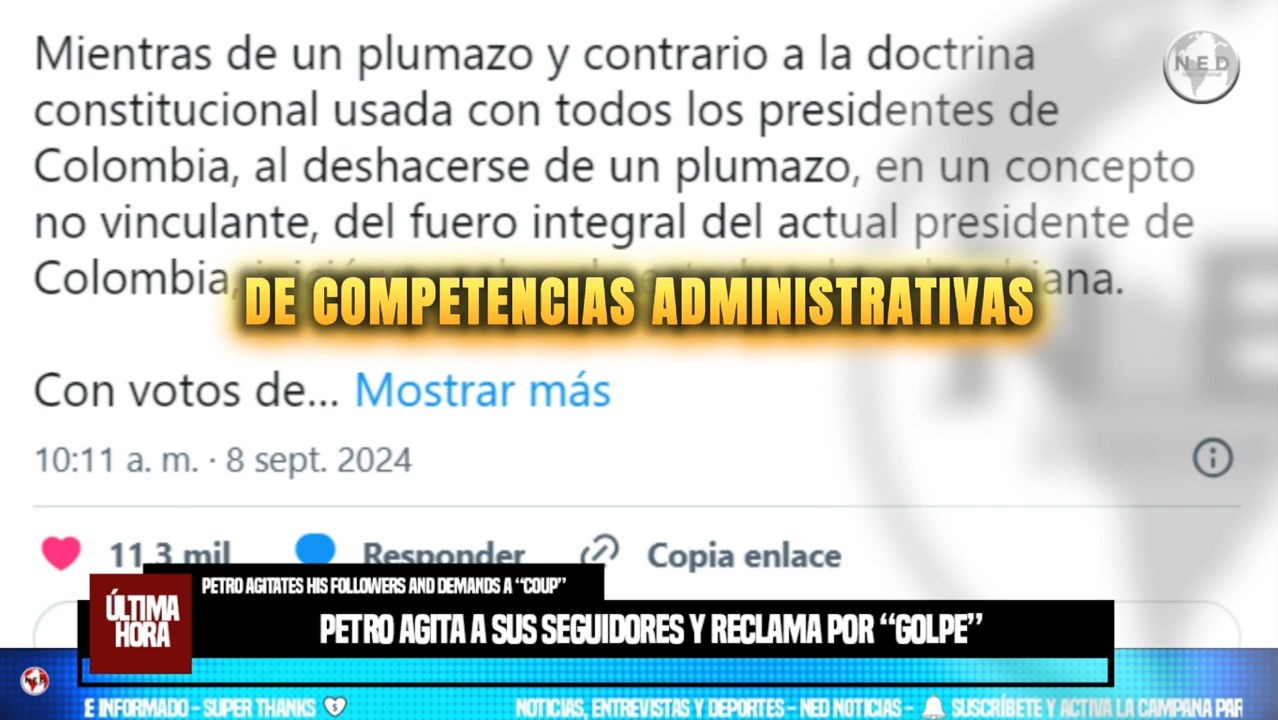 Mientras de un plumazo y contrario a la doctrina
constitucional usada con todos los presidentes de
Colombia, al deshacerse de un plumazo, en un concepto
no vinculante, del fuero integral del actual presidente de
Colombia,
DE COMPETENCIAS ADMINISTRATIVAS
Con votos de... Mostrar más
10:11 a. m. · 8 sept. 2024
11,3 mil Responder Copia enlace
PETRO AGITATES HIS FOLLOWERS AND DEMANDS A “COUP”
ÚLTIMA
HORA
PETRO AGITA A SUS SEGUIDORES Y RECLAMA POR “GOLPE”
E INFORMADO - SUPER THANKS NOTICIAS, ENTREVISTAS Y DEPORTES - NED NOTICIAS - SUSCRÍBETE Y ACTIVA LA CAMPANA PAR
NED